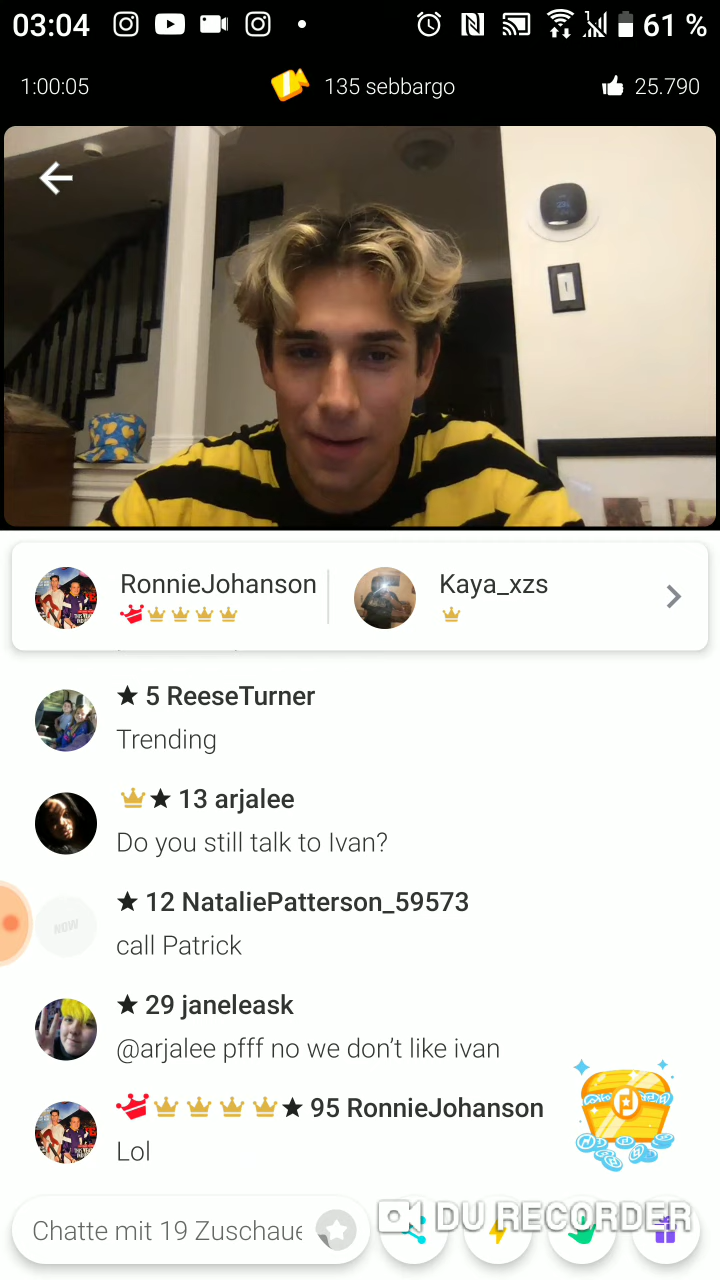 03:04
61 %
1:00:05
135 sebbargo
25.790
RonnieJohanson
Kaya_xzs
★ 5 ReeseTurner
Trending
★ 13 arjalee
Do you still talk to Ivan?
★ 12 NataliePatterson_59573
NOW
call Patrick
★ 29 janeleask
@arjalee pfff no we don’t like ivan
★ 95 RonnieJohanson
Lol
Chatte mit 19 Zuschaue
DU RECORDER